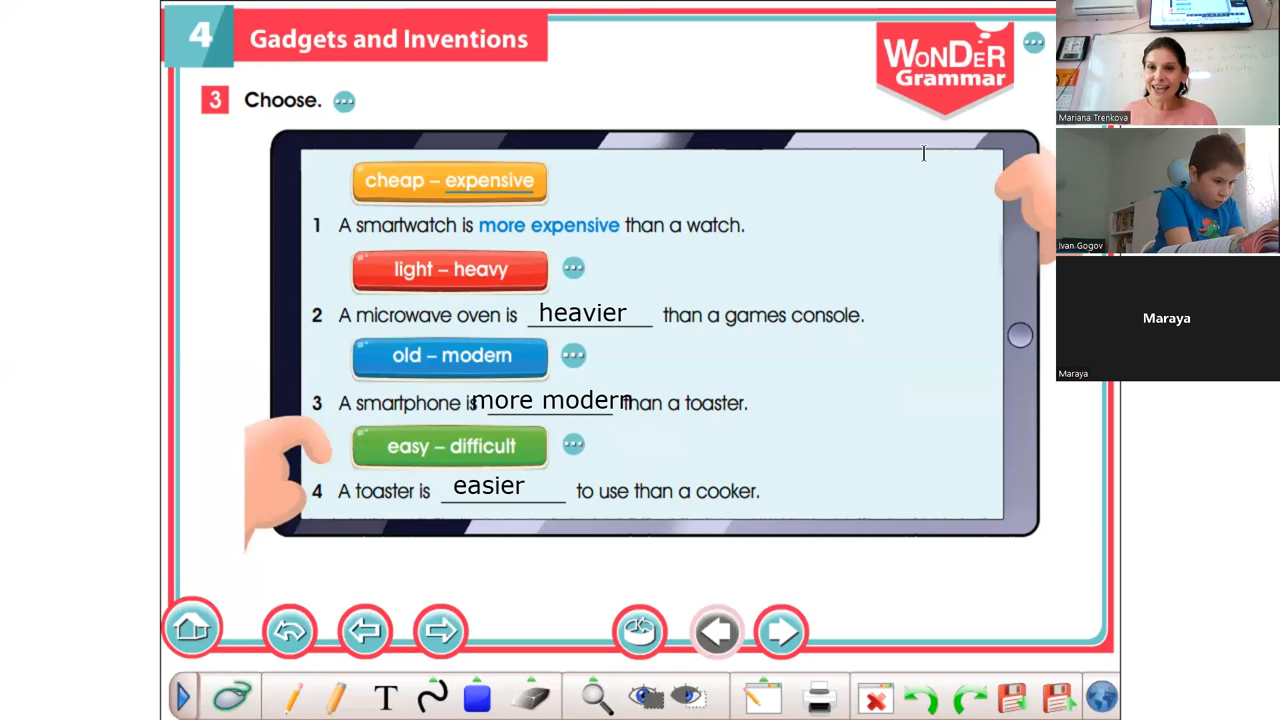 4
Gadgets and Inventions
WONDER
Grammar
3 Choose.
cheap – expensive
1 A smartwatch is more expensive than a watch.
light – heavy
2 A microwave oven is heavier than a games console.
old – modern
3 A smartphone is more modern than a toaster.
easy – difficult
4 A toaster is easier to use than a cooker.
T
Mariana Trenkova
Ivan Gogov
Maraya
Maraya